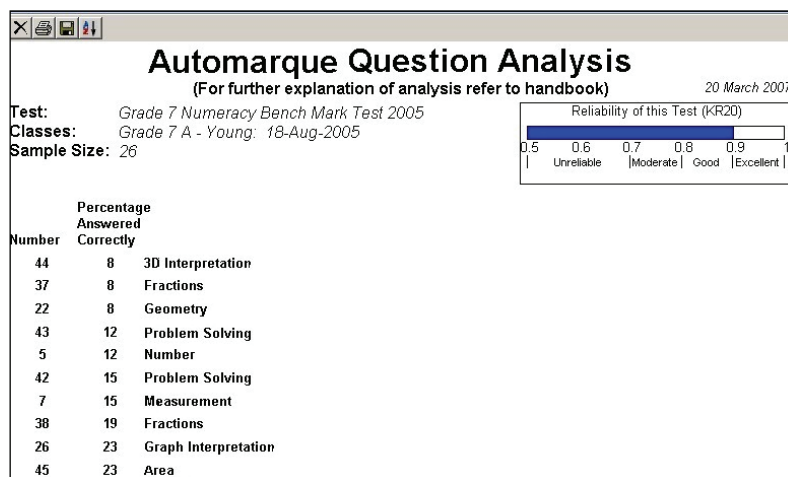 Automarque Question Analysis
(For further explanation of analysis refer to handbook)
20 March 2007
Test: Grade 7 Numeracy Bench Mark Test 2005
Classes: Grade 7 A - Young: 18-Aug-2005
Sample Size: 26
Reliability of this Test (KR20)
0.5 0.6 0.7 0.8 0.9 1
| Unreliable |Moderate| Good |Excellent |
Percentage
Answered
Number Correctly
44 8 3D Interpretation
37 8 Fractions
22 8 Geometry
43 12 Problem Solving
5 12 Number
42 15 Problem Solving
7 15 Measurement
38 19 Fractions
26 23 Graph Interpretation
45 23 Area